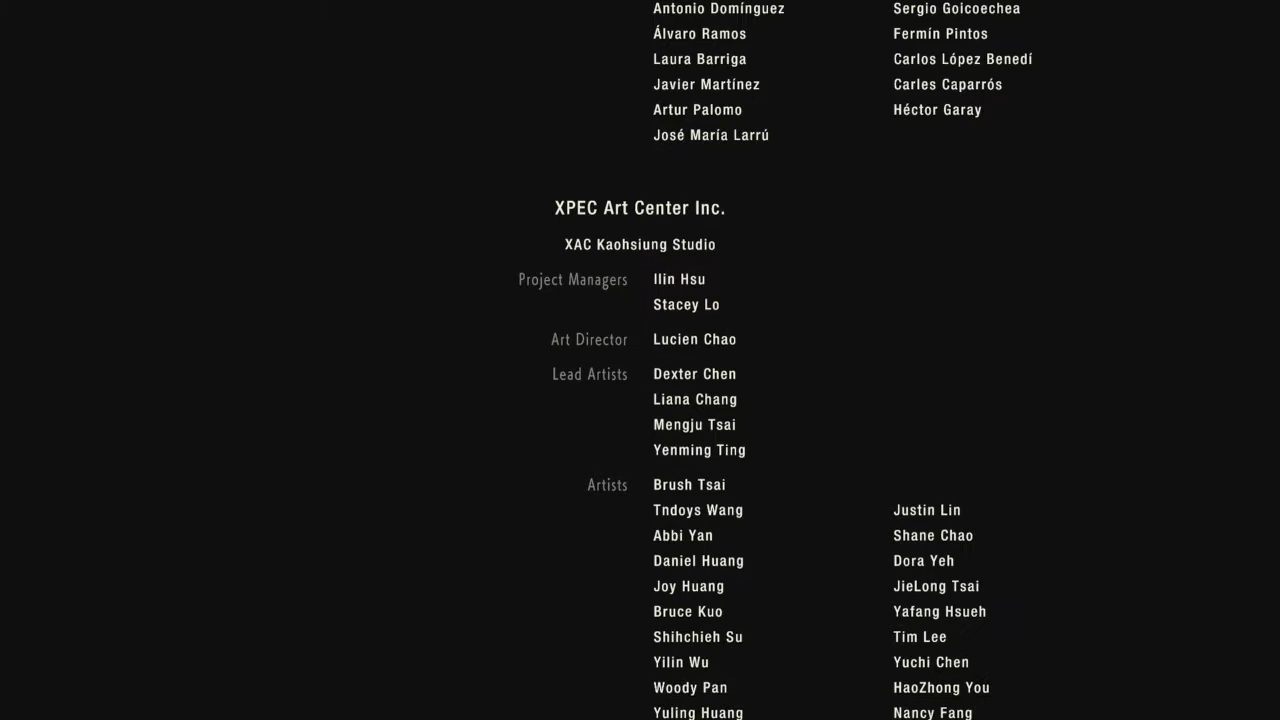 Antonio Domínguez Sergio Goicoechea
Álvaro Ramos Fermín Pintos
Laura Barriga Carlos López Benedí
Javier Martínez Carles Caparrós
Artur Palomo Héctor Garay
José María Larrú
XPEC Art Center Inc.
XAC Kaohsiung Studio
Project Managers Ilin Hsu
Stacey Lo
Art Director Lucien Chao
Lead Artists Dexter Chen
Liana Chang
Mengju Tsai
Yenming Ting
Artists Brush Tsai
Tndoys Wang Justin Lin
Abbi Yan Shane Chao
Daniel Huang Dora Yeh
Joy Huang JieLong Tsai
Bruce Kuo Yafang Hsueh
Shihchieh Su Tim Lee
Yilin Wu Yuchi Chen
Woody Pan HaoZhong You
Yuling Huang Nancy Fang